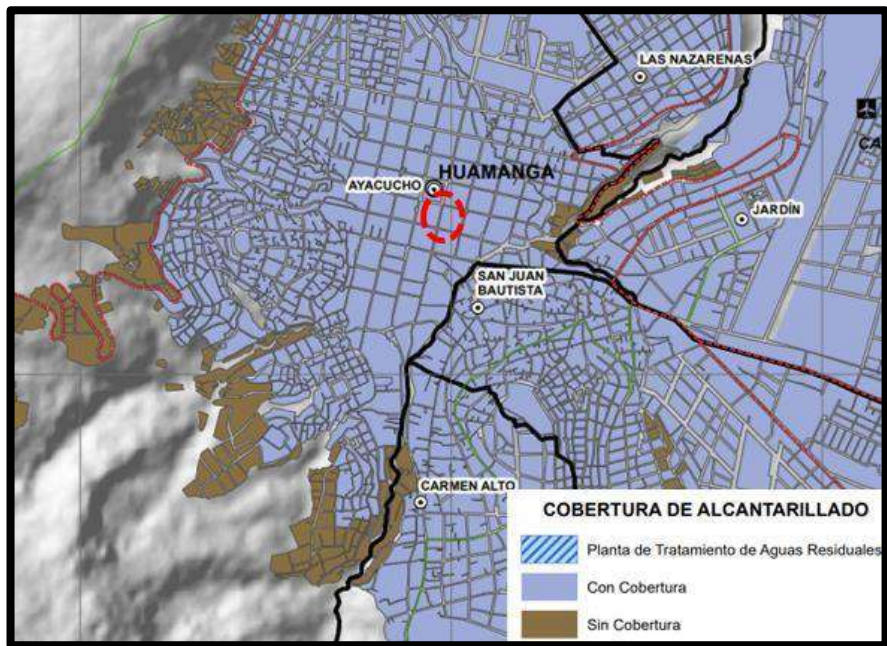 LAS NAZARENAS
CA
HUAMANGA
AYACUCHO
JARDÍN
SAN JUAN
BAUTISTA
CARMEN ALTO
COBERTURA DE ALCANTARILLADO
Planta de Tratamiento de Aguas Residuales
Con Cobertura
Sin Cobertura